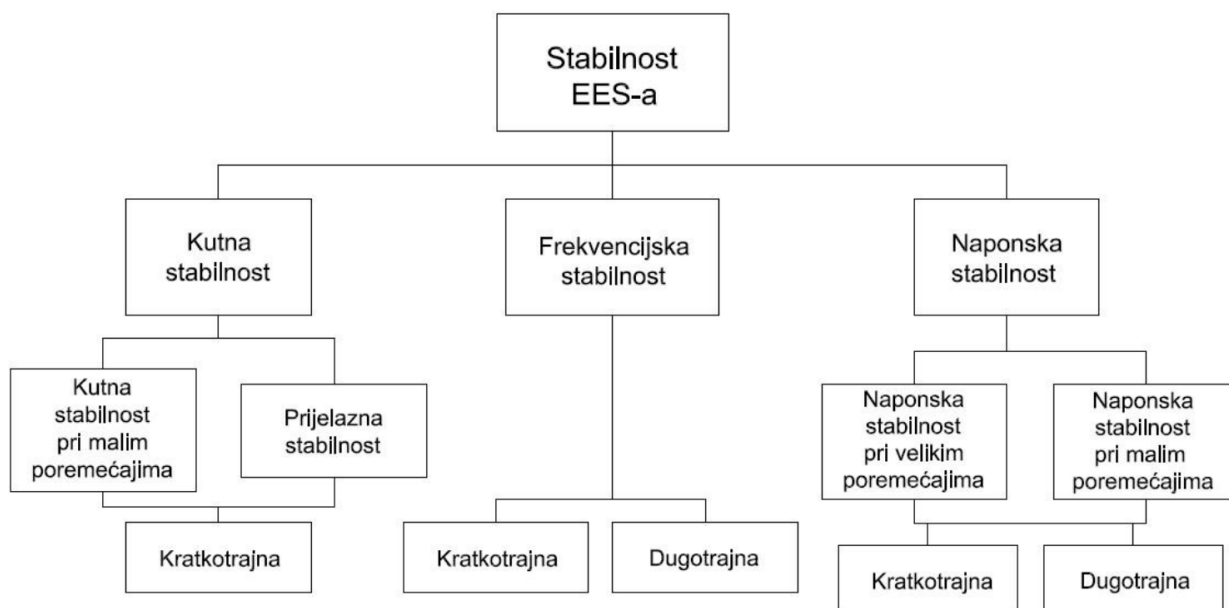 Stabilnost
EES-a
Kutna
stabilnost
Frekvencijska
stabilnost
Naponska
stabilnost
Kutna
stabilnost
pri malim
poremećajima
Prijelazna
stabilnost
Naponska
stabilnost
pri velikim
poremećajima
Naponska
stabilnost
pri malim
poremećajima
Kratkotrajna
Kratkotrajna
Dugotrajna
Kratkotrajna
Dugotrajna